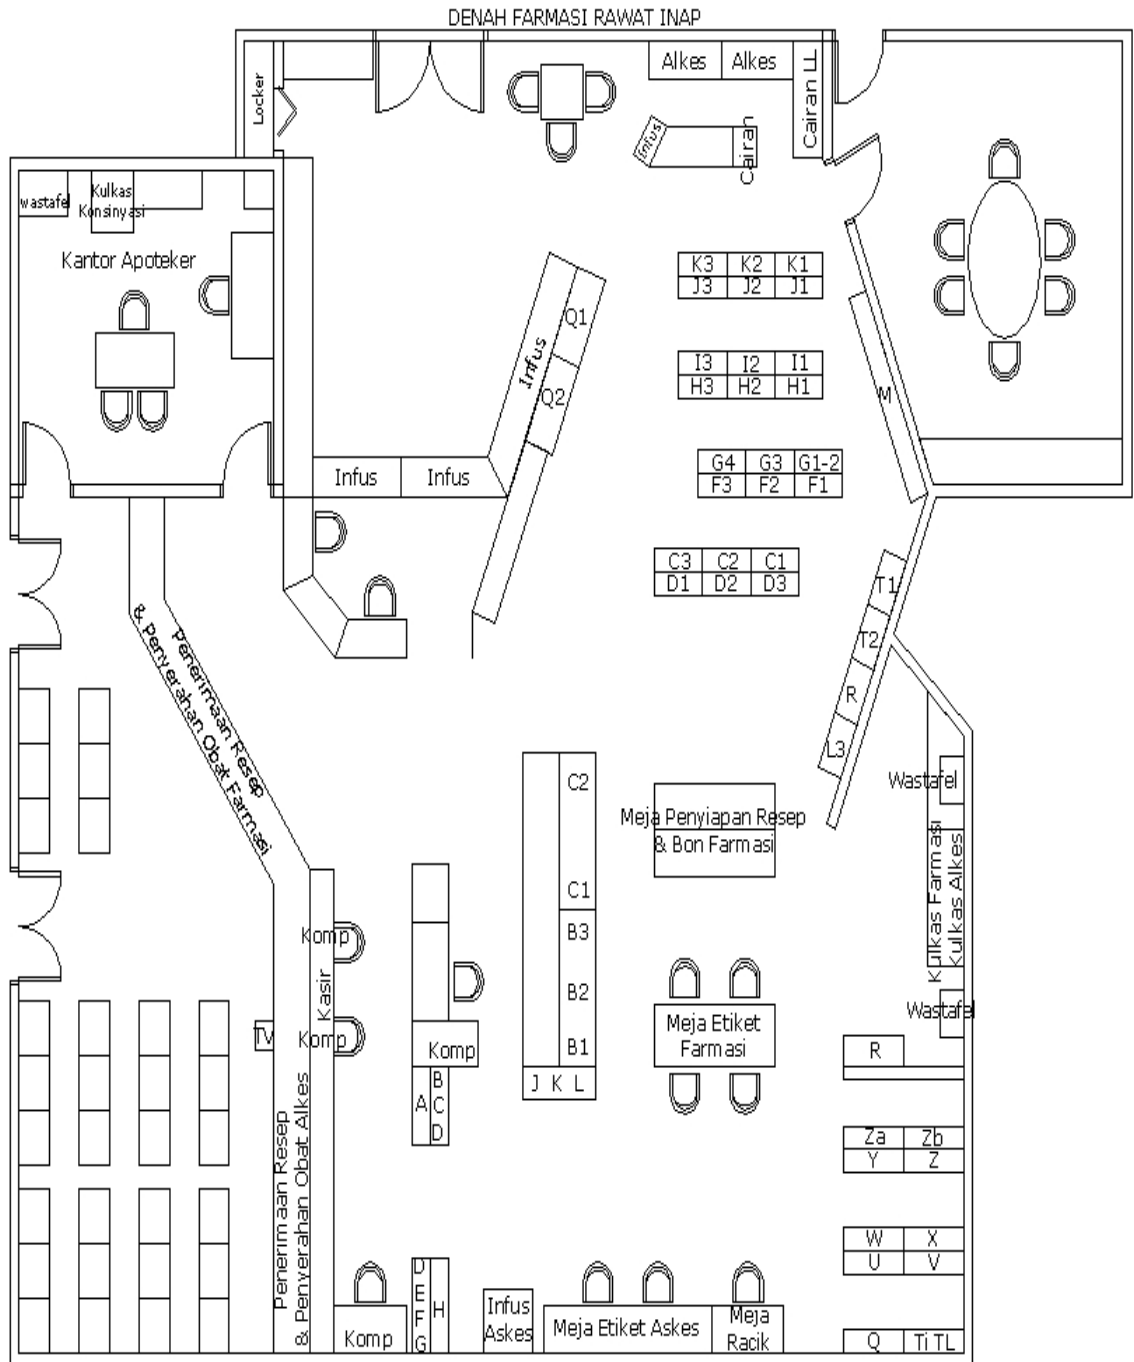 DENAH FARMASI RAWAT INAP
Locker
Alkes
Alkes
Cairan LL
Infus
Cairan
wastafel
Kulkas
Konsinyasi
Kantor Apoteker
K3 K2 K1
J3 J2 J1
Infus
Q1
Q2
I3 I2 I1
H3 H2 H1
M
Infus
Infus
G4 G3 G1-2
F3 F2 F1
C3 C2 C1
D1 D2 D3
T1
T2
R
L3
Penerimaan Resep
& Penyerahan Obat Farmasi
C2
C1
B3
B2
B1
J K L
Meja Penyiapan Resep
& Bon Farmasi
Wastafel
Kulkas Farmasi
Kulkas Alkes
Wastafel
Komp
Kasir
Komp
TV
Komp
A
B
C
D
Meja Etiket
Farmasi
R
Za Zb
Y Z
W X
U V
Q Ti TL
Penerimaan Resep
& Penyerahan Obat Alkes
Komp
D
E
F
G
H
Infus
Askes
Meja Etiket Askes
Meja
Racik